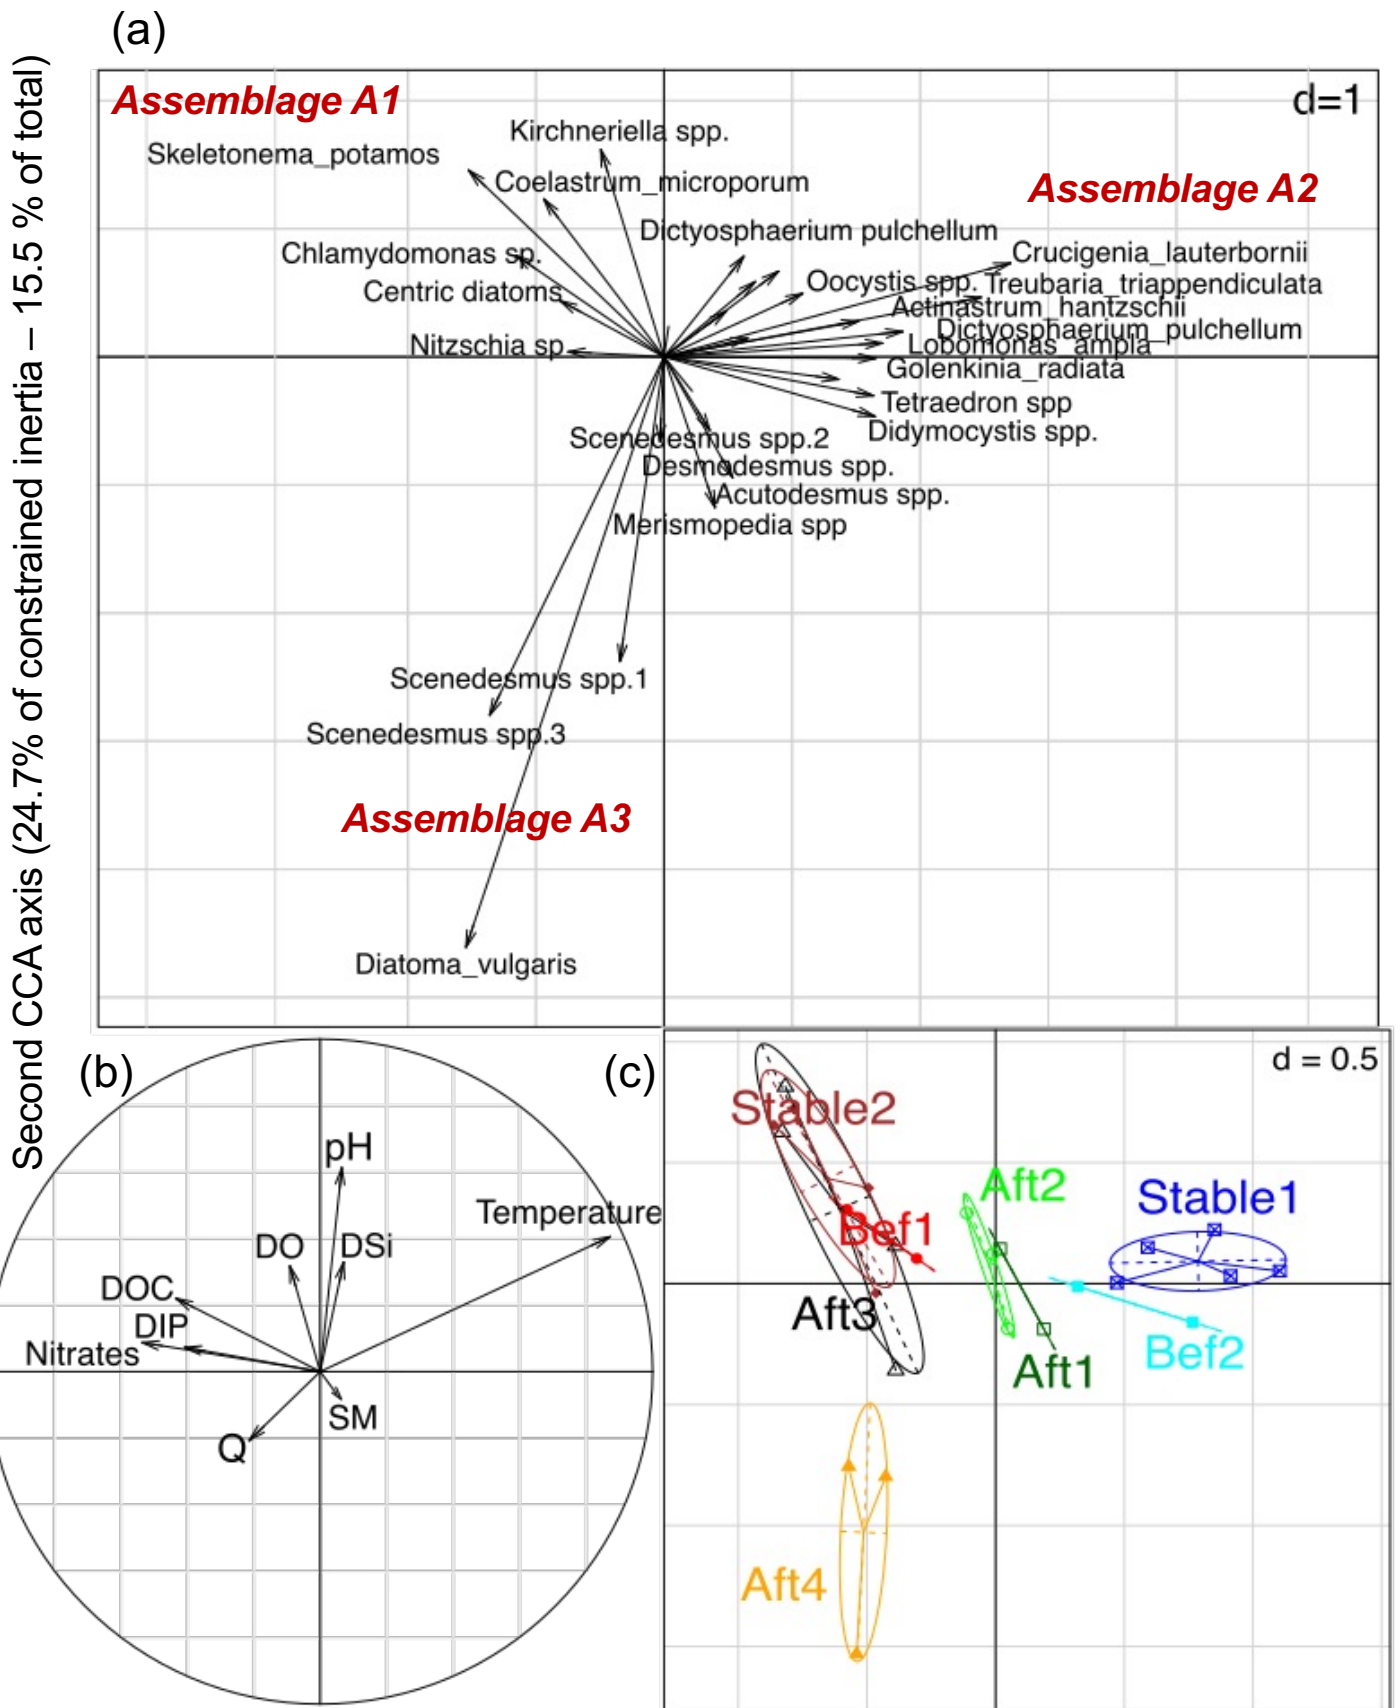 (a)
Second CCA axis (24.7% of constrained inertia – 15.5 % of total)
Assemblage A1
d=1
Kirchneriella spp.
Skeletonema_potamos
Coelastrum_microporum
Assemblage A2
Dictyosphaerium pulchellum
Chlamydomonas sp.
Crucigenia_lauterbornii
Centric diatoms
Oocystis spp.
Treubaria_triappendiculata
Actinastrum_hantzschii
Dictyosphaerium_pulchellum
Nitzschia sp
Lobomonas_ampla
Golenkinia_radiata
Tetraedron spp
Didymocystis spp.
Scenedesmus spp.2
Desmodesmus spp.
Acutodesmus spp.
Merismopedia spp
Scenedesmus spp.1
Scenedesmus spp.3
Assemblage A3
Diatoma_vulgaris
(b)
pH
Temperature
DO
DSi
DOC
DIP
Nitrates
SM
Q
(c)
d = 0.5
Stable2
Aft2
Stable1
Bef1
Aft3
Aft1
Bef2
Aft4